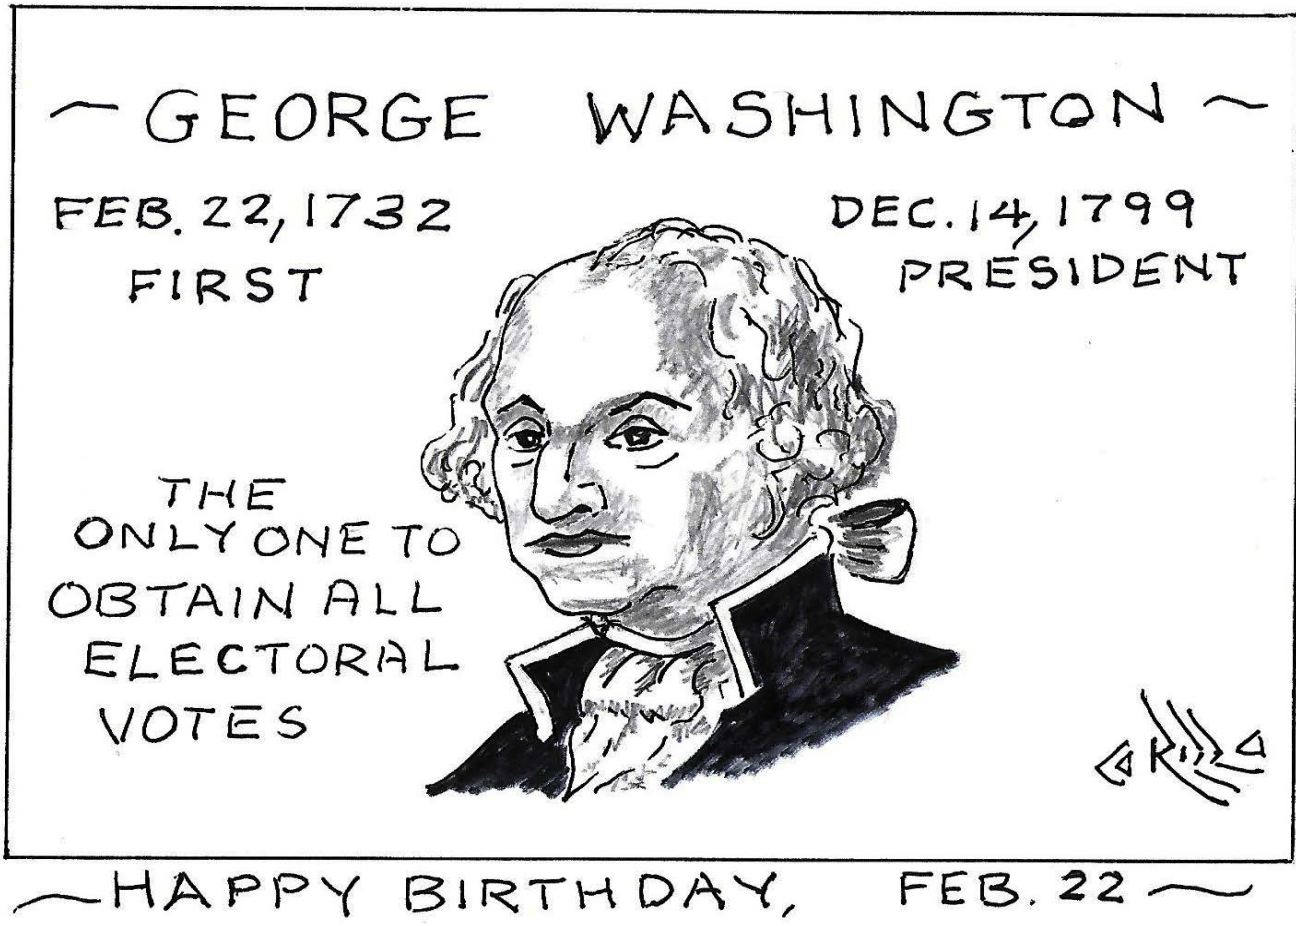 ~ GEORGE WASHINGTON ~
FEB. 22, 1732
FIRST
DEC. 14, 1799
PRESIDENT
THE
ONLY ONE TO
OBTAIN ALL
ELECTORAL
VOTES
~ HAPPY BIRTHDAY, FEB. 22 ~